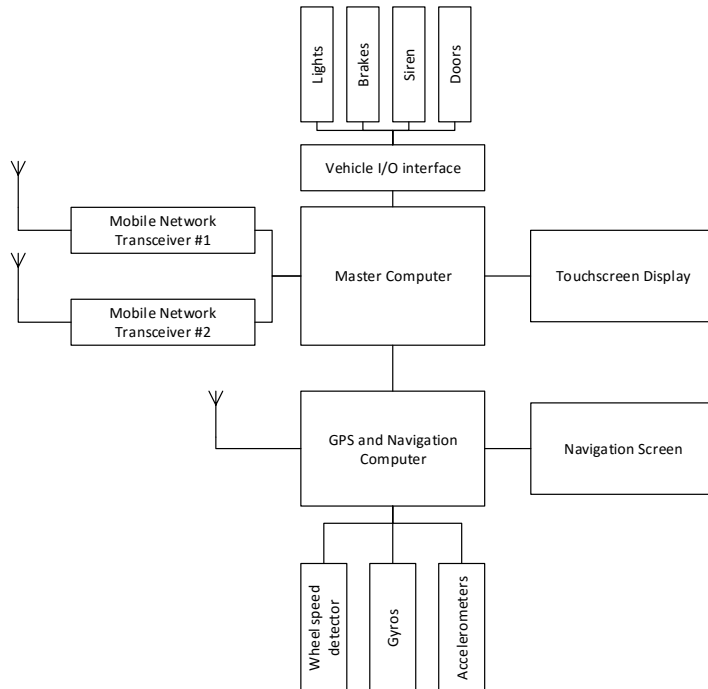 Lights
Brakes
Siren
Doors
Vehicle I/O interface
Mobile Network
Transceiver #1
Master Computer
Touchscreen Display
Mobile Network
Transceiver #2
GPS and Navigation
Computer
Navigation Screen
Wheel speed
detector
Gyros
Accelerometers